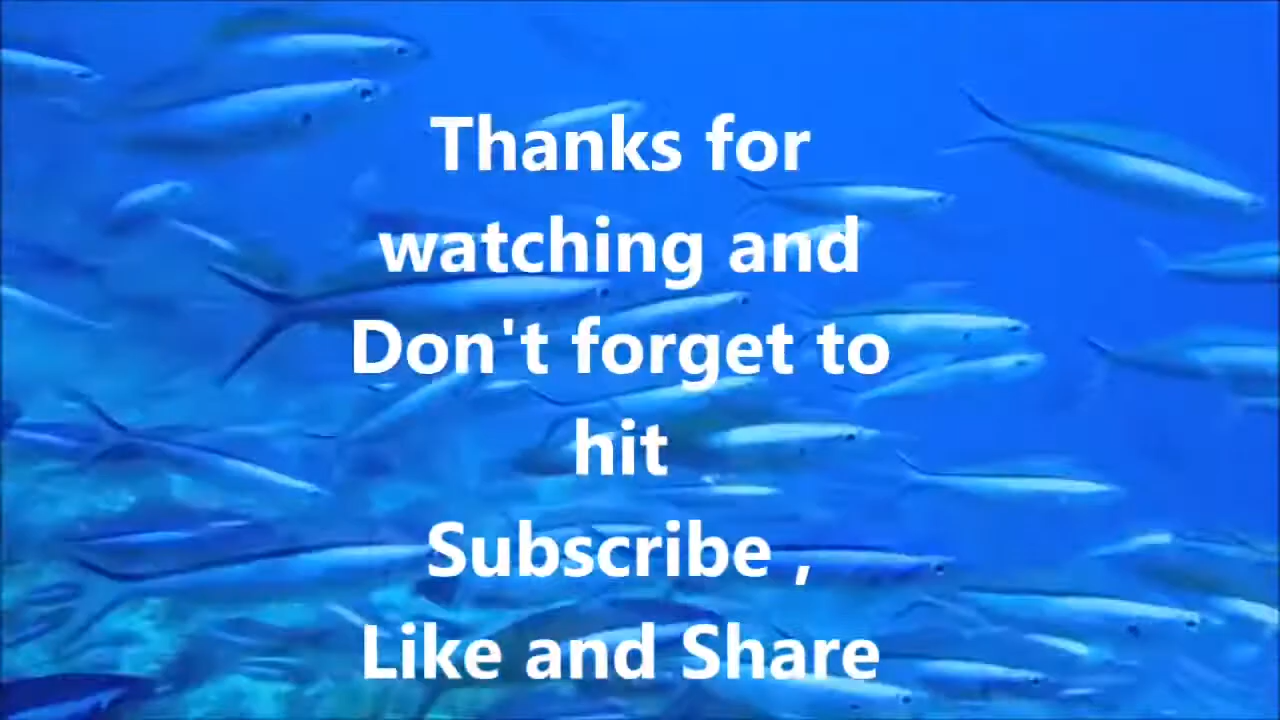 Thanks for
watching and
Don't forget to
hit
Subscribe ,
Like and Share